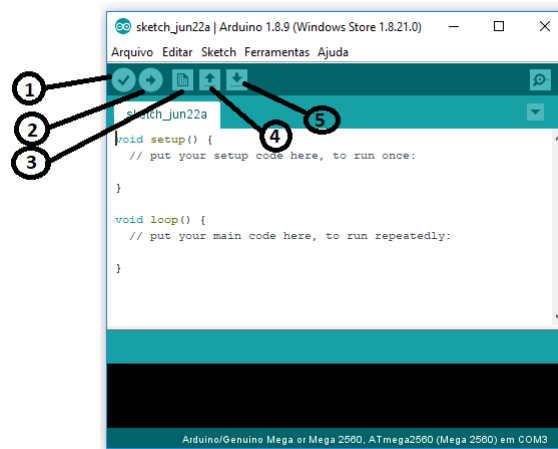 sketch_jun22a | Arduino 1.8.9 (Windows Store 1.8.21.0)
Arquivo Editar Sketch Ferramentas Ajuda
1
2
3
4
5
sketch_jun22a
void setup() {
// put your setup code here, to run once:
}
void loop() {
// put your main code here, to run repeatedly:
}
Arduino/Genuino Mega or Mega 2560, ATmega2560 (Mega 2560) em COM3